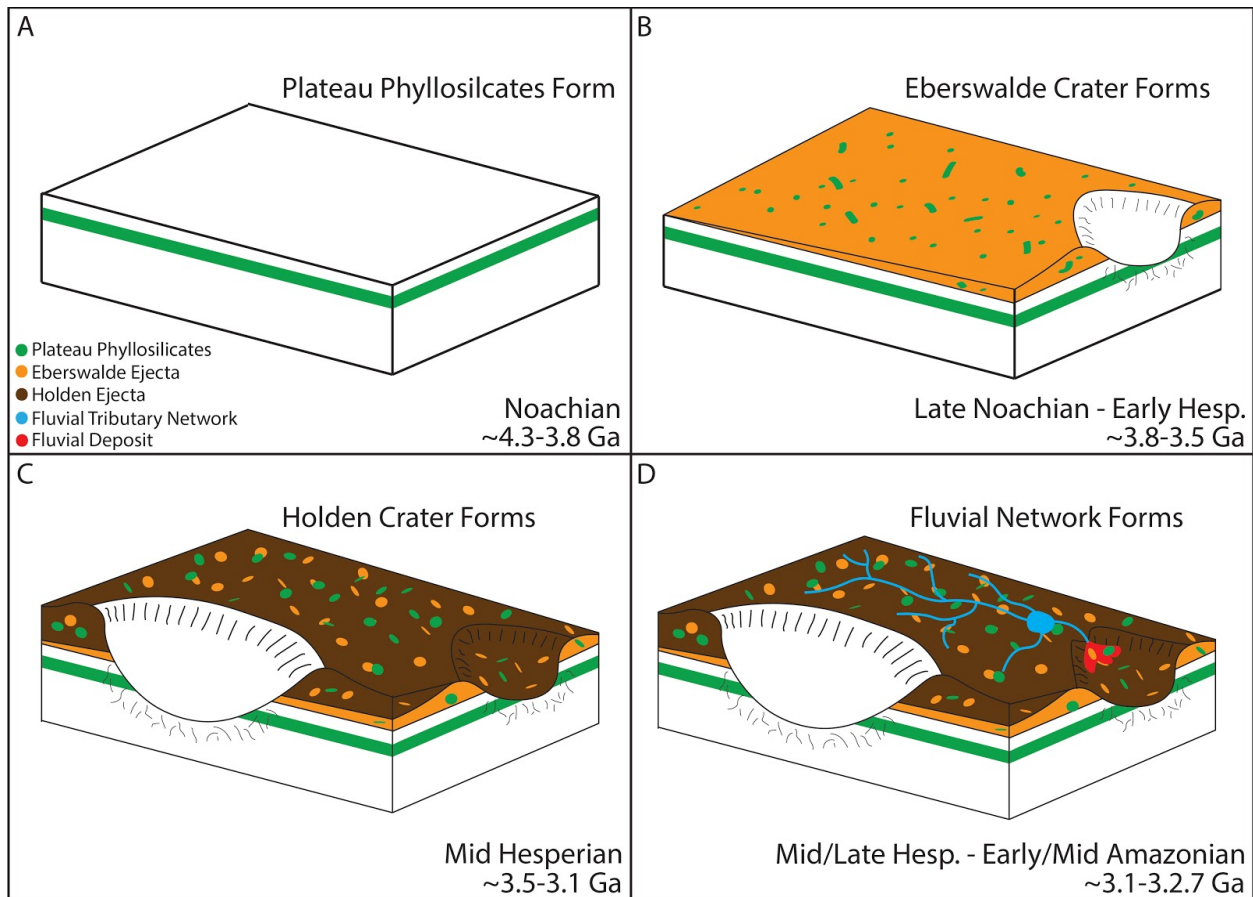 A
Plateau Phyllosilcates Form
Plateau Phyllosilicates
Eberswalde Ejecta
Holden Ejecta
Fluvial Tributary Network
Fluvial Deposit
Noachian
~4.3-3.8 Ga
B
Eberswalde Crater Forms
Late Noachian - Early Hesp.
~3.8-3.5 Ga
C
Holden Crater Forms
Mid Hesperian
~3.5-3.1 Ga
D
Fluvial Network Forms
Mid/Late Hesp. - Early/Mid Amazonian
~3.1-3.2.7 Ga